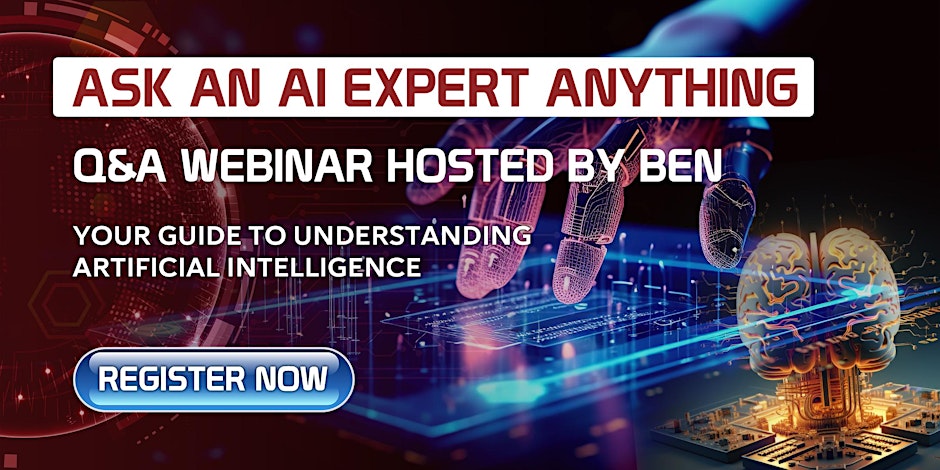 ASK AN AI EXPERT ANYTHING
Q&A WEBINAR HOSTED BY BEN
YOUR GUIDE TO UNDERSTANDING
ARTIFICIAL INTELLIGENCE
REGISTER NOW